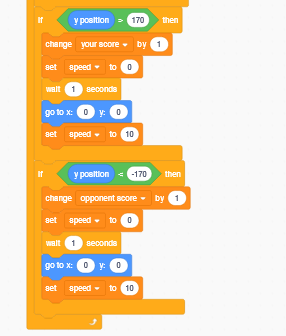 if y position > 170 then
change your score by 1
set speed to 0
wait 1 seconds
go to x: 0 y: 0
set speed to 10
if y position < -170 then
change opponent score by 1
set speed to 0
wait 1 seconds
go to x: 0 y: 0
set speed to 10